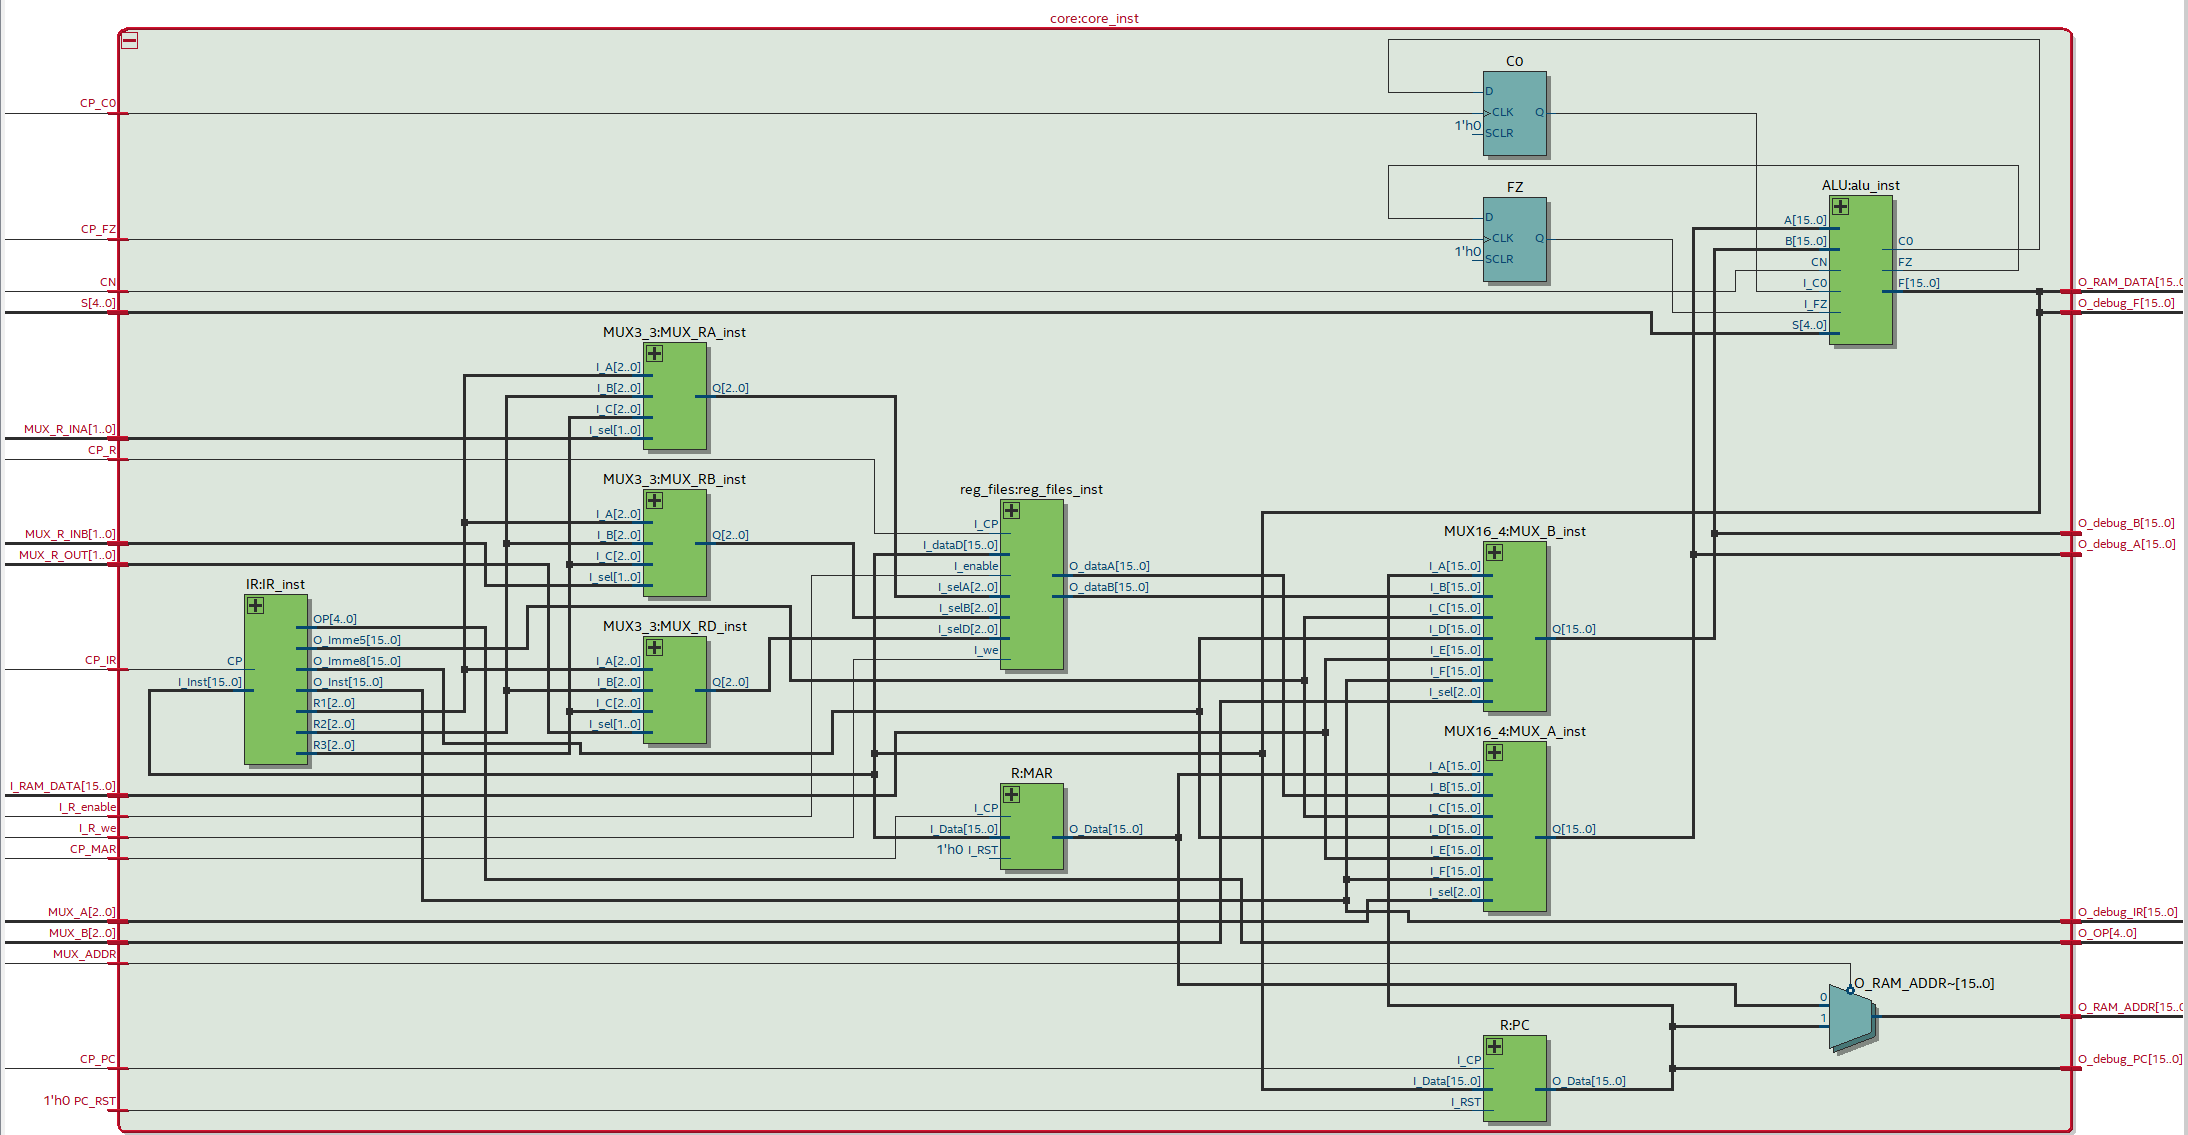 core:core_inst
CP_C0
CP_FZ
CN
S[4..0]
MUX_R_INA[1..0]
CP_R
MUX_R_INB[1..0]
MUX_R_OUT[1..0]
CP_IR
I_RAM_DATA[15..0]
I_R_enable
I_R_we
CP_MAR
MUX_A[2..0]
MUX_B[2..0]
MUX_ADDR
CP_PC
1'h0 PC_RST
IR:IR_inst
CP
I_Inst[15..0]
OP[4..0]
O_Imme5[15..0]
O_Imme8[15..0]
O_Inst[15..0]
R1[2..0]
R2[2..0]
R3[2..0]
MUX3_3:MUX_RA_inst
I_A[2..0]
I_B[2..0]
I_C[2..0]
I_sel[1..0]
Q[2..0]
MUX3_3:MUX_RB_inst
I_A[2..0]
I_B[2..0]
I_C[2..0]
I_sel[1..0]
Q[2..0]
MUX3_3:MUX_RD_inst
I_A[2..0]
I_B[2..0]
I_C[2..0]
I_sel[1..0]
Q[2..0]
reg_files:reg_files_inst
I_CP
I_dataD[15..0]
I_enable
I_selA[2..0]
I_selB[2..0]
I_selD[2..0]
I_we
O_dataA[15..0]
O_dataB[15..0]
R:MAR
I_CP
I_Data[15..0]
1'h0 I_RST
O_Data[15..0]
C0
D
CLK
1'h0
SCLR
Q
FZ
D
CLK
1'h0
SCLR
Q
MUX16_4:MUX_B_inst
I_A[15..0]
I_B[15..0]
I_C[15..0]
I_D[15..0]
I_E[15..0]
I_F[15..0]
I_sel[2..0]
Q[15..0]
MUX16_4:MUX_A_inst
I_A[15..0]
I_B[15..0]
I_C[15..0]
I_D[15..0]
I_E[15..0]
I_F[15..0]
I_sel[2..0]
Q[15..0]
R:PC
I_CP
I_Data[15..0]
I_RST
O_Data[15..0]
ALU:alu_inst
A[15..0]
B[15..0]
CN
I_C0
I_FZ
S[4..0]
C0
FZ
F[15..0]
O_RAM_ADDR~[15..0]
0
1
O_RAM_DATA[15..0
O_debug_F[15..0]
O_debug_B[15..0]
O_debug_A[15..0]
O_debug_IR[15..0]
O_OP[4..0]
O_RAM_ADDR[15..0
O_debug_PC[15..0]